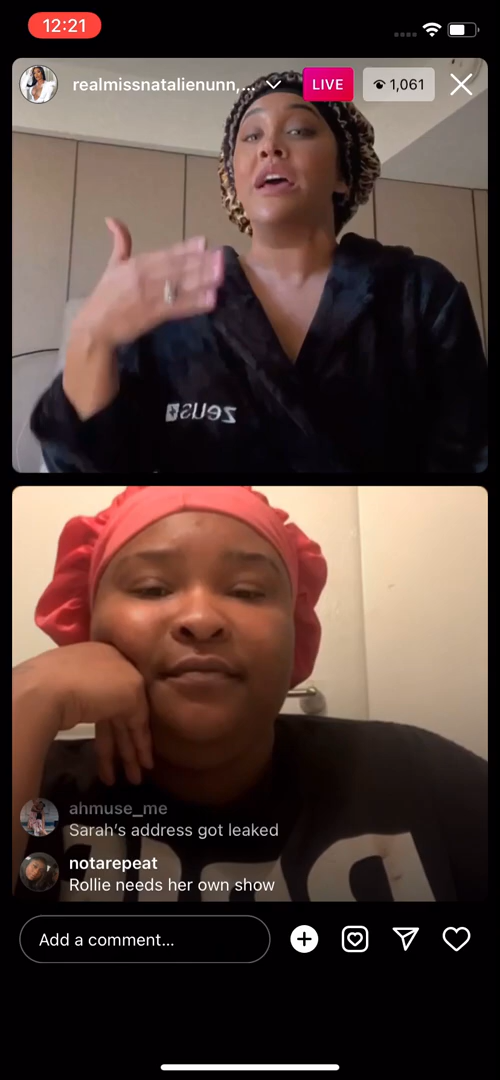 12:21
realmissnatalienunn,...
LIVE
1,061
zeus
ahmuse_me
Sarah's address got leaked
notarepeat
Rollie needs her own show
Add a comment...